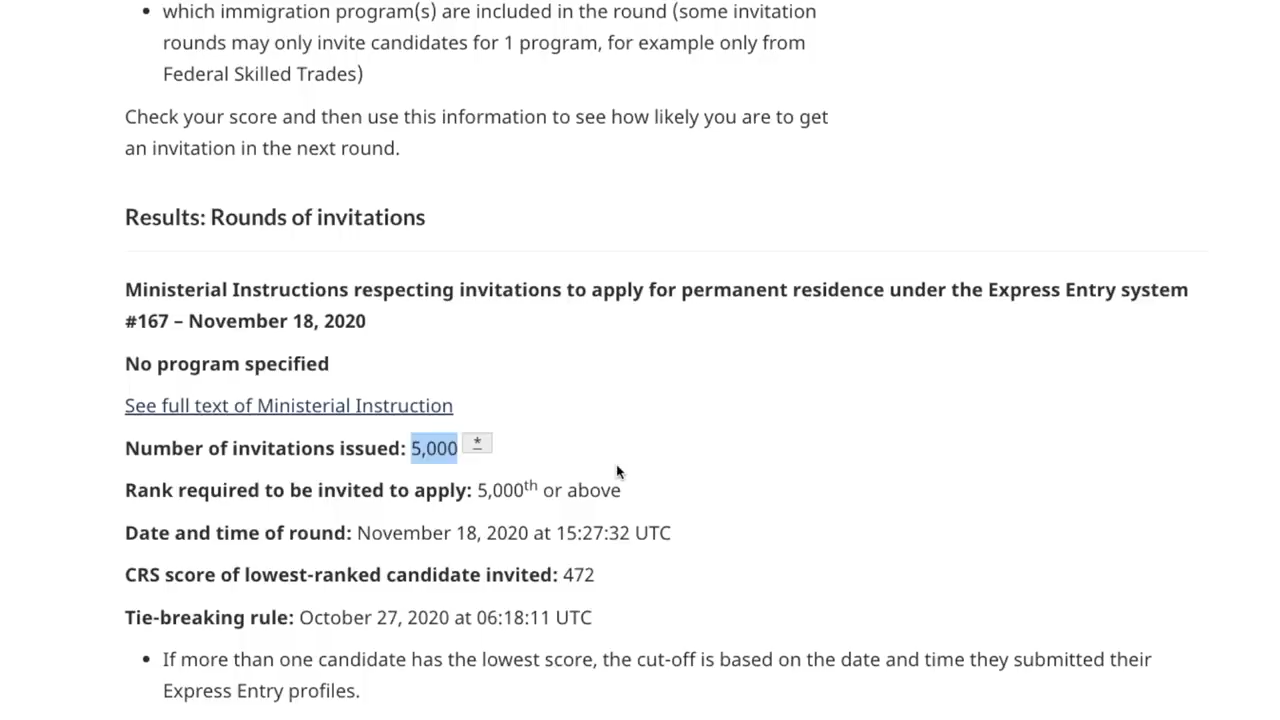 • which immigration program(s) are included in the round (some invitation
rounds may only invite candidates for 1 program, for example only from
Federal Skilled Trades)
Check your score and then use this information to see how likely you are to get
an invitation in the next round.
Results: Rounds of invitations
Ministerial Instructions respecting invitations to apply for permanent residence under the Express Entry system
#167 – November 18, 2020
No program specified
See full text of Ministerial Instruction
Number of invitations issued: 5,000 *
Rank required to be invited to apply: 5,000th or above
Date and time of round: November 18, 2020 at 15:27:32 UTC
CRS score of lowest-ranked candidate invited: 472
Tie-breaking rule: October 27, 2020 at 06:18:11 UTC
• If more than one candidate has the lowest score, the cut-off is based on the date and time they submitted their
Express Entry profiles.